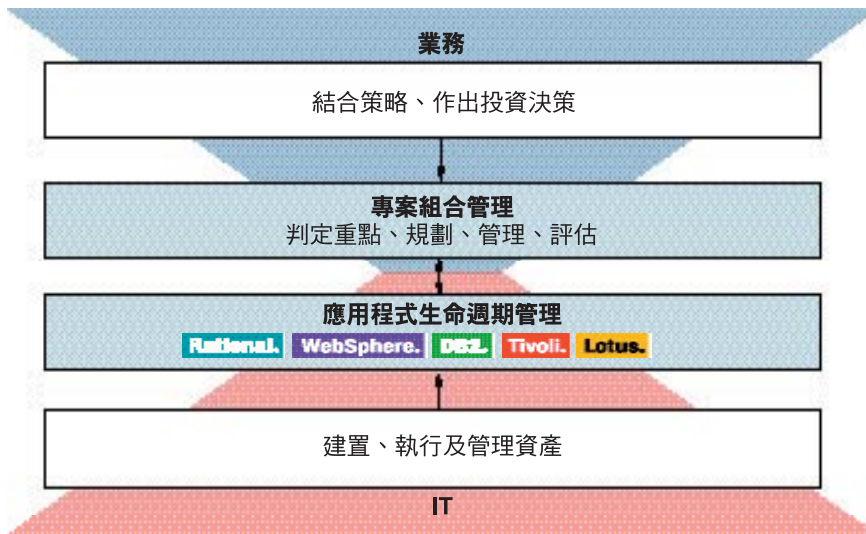 業務
結合策略、作出投資決策
專案組合管理
判定重點、規劃、管理、評估
應用程式生命週期管理
Rational. WebSphere. DB2. Tivoli. Lotus.
建置、執行及管理資產
IT